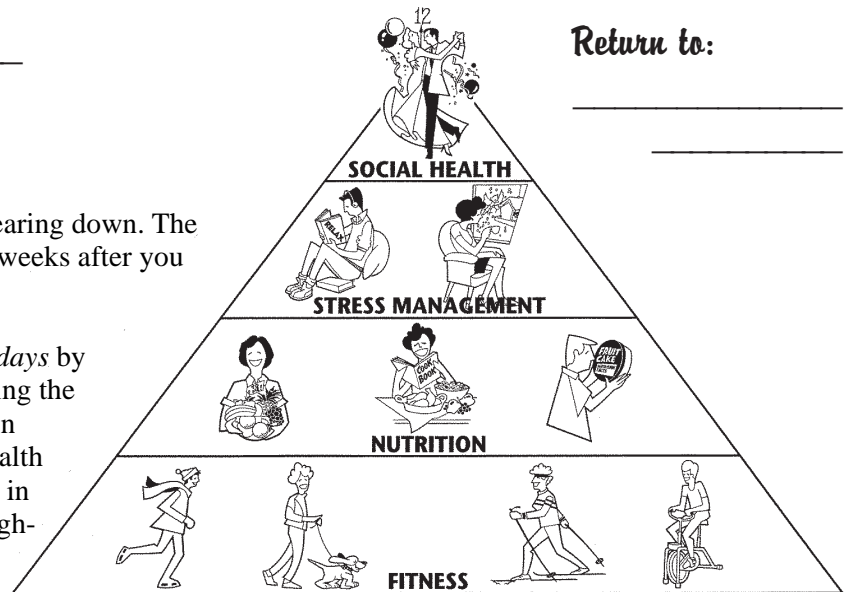 12
Return to:
SOCIAL HEALTH
earing down. The
weeks after you
RELAX
STRESS MANAGEMENT
days by
ing the
n
alth
in
gh-
COOK
BOOK
FRUIT
CAKE
NUTRITION
FITNESS